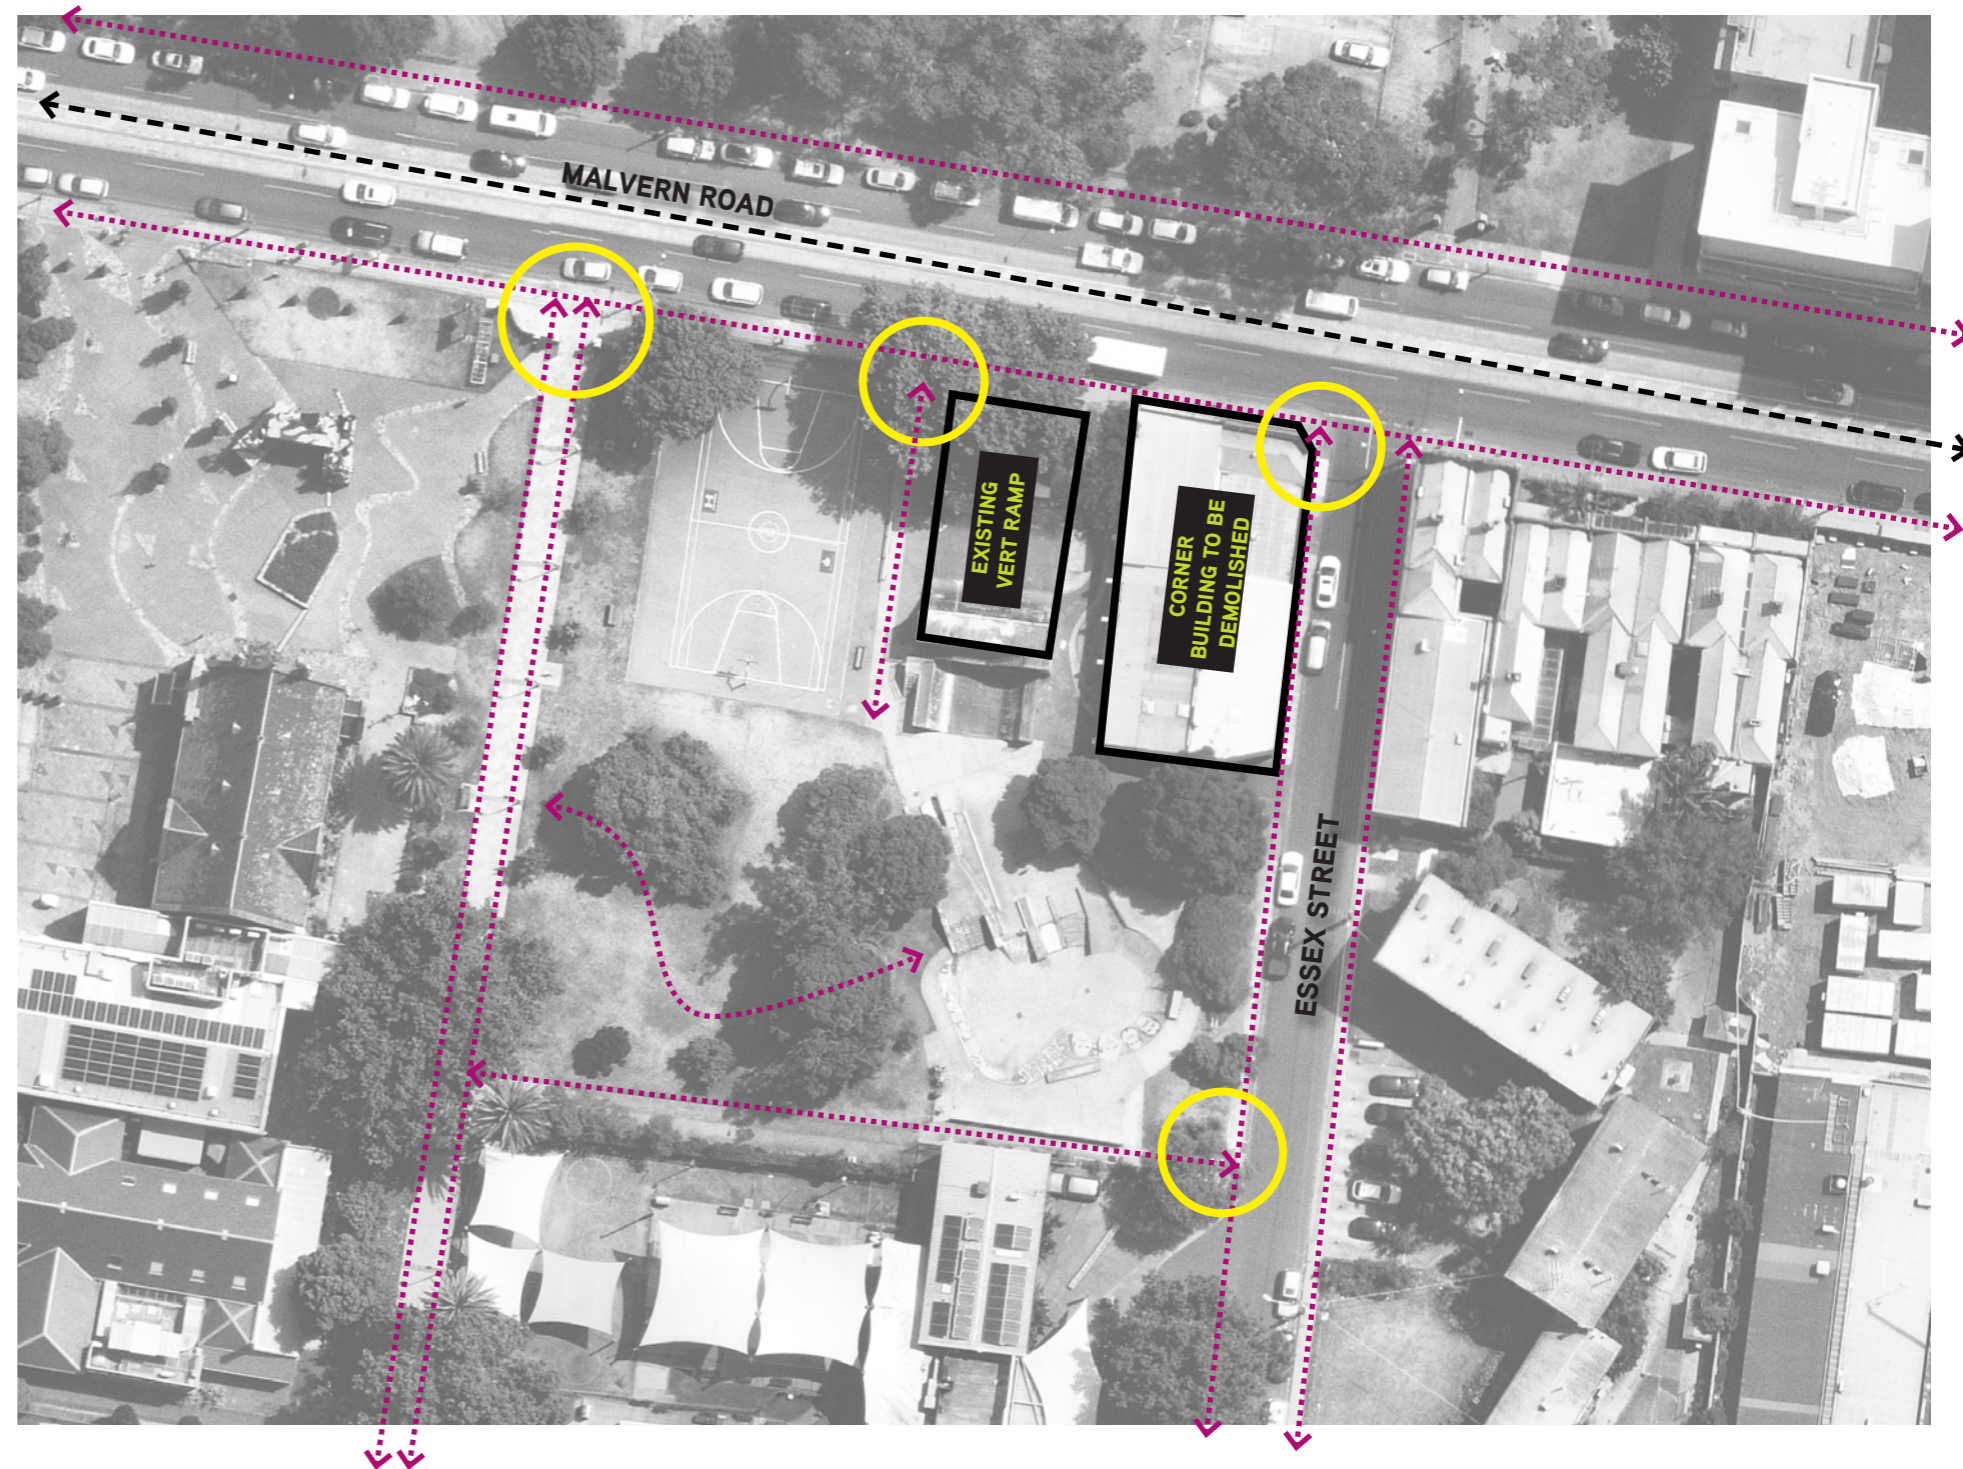 MALVERN ROAD
EXISTING
VERT RAMP
CORNER
BUILDING TO BE
DEMOLISHED
ESSEX STREET